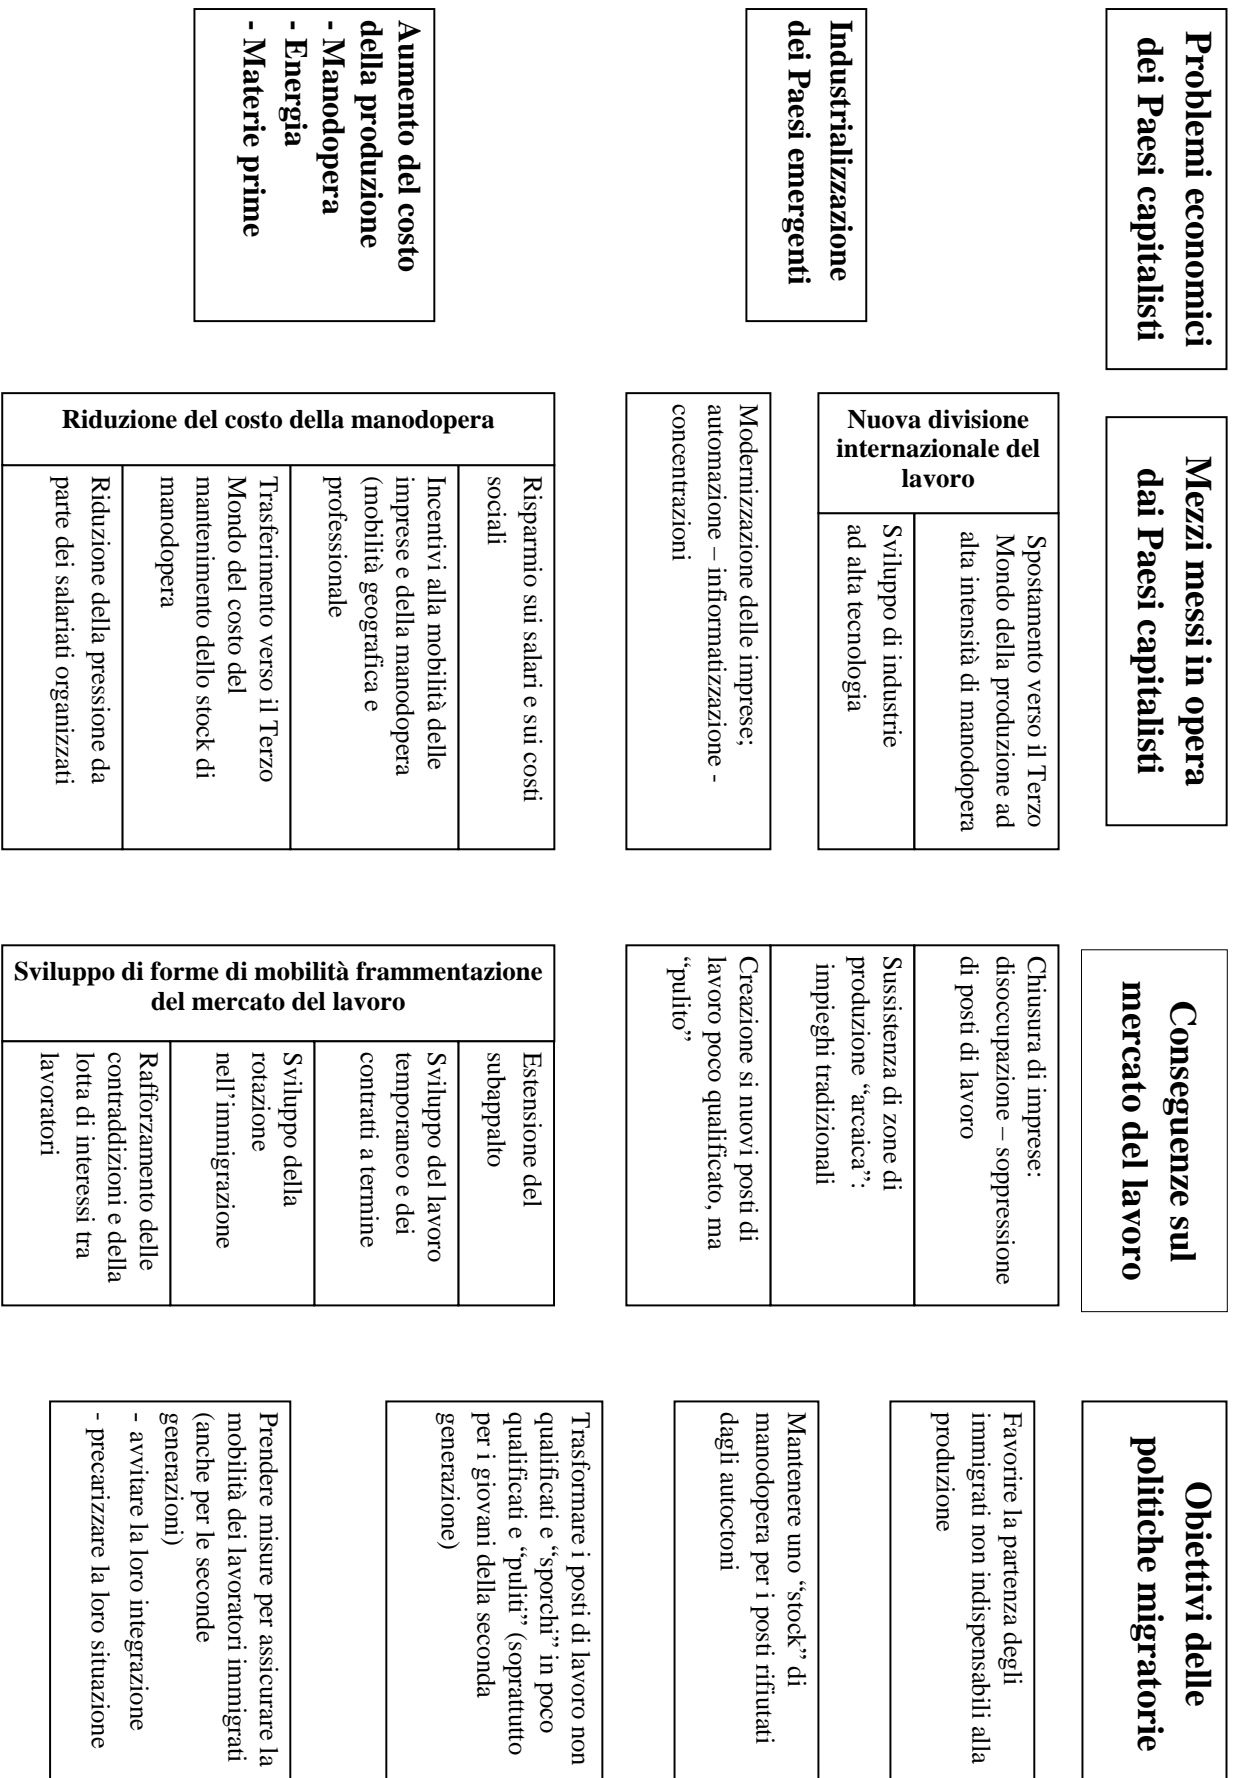 Problemi economici
dei Paesi capitalisti
Mezzi messi in opera
dai Paesi capitalisti
Conseguenze sul
mercato del lavoro
Obiettivi delle
politiche migratorie
Industrializzazione
dei Paesi emergenti
Nuova divisione
internazionale del
lavoro
Spostamento verso il Terzo
Mondo della produzione ad
alta intensità di manodopera
Sviluppo di industrie
ad alta tecnologia
Modernizzazione delle imprese;
automazione – infiormatizzazione -
concentrazioni
Chiusura di imprese:
disoccupazione – soppressione
di posti di lavoro
Sussistenza di zone di
produzione “arcaica”:
impieghi tradizionali
Creazione si nuovi posti di
lavoro poco qualificato, ma
“pulito”
Favorire la partenza degli
immigrati non indispensabili alla
produzione
Mantenere uno “stock” di
manodopera per i posti rifiutati
dagli autoctoni
Aumento del costo
della produzione
- Manodopera
- Energia
- Materie prime
Riduzione del costo della manodopera
Risparmio sui salari e sui costi
sociali
Incentivi alla mobilità delle
imprese e della manodopera
(mobilità geografica e
professionale
Trasferimento verso il Terzo
Mondo del costo del
mantenimento dello stock di
manodopera
Riduzione della pressione da
parte dei salariati organizzati
Sviluppo di forme di mobilità frammentazione
del mercato del lavoro
Estensione del
subappalto
Sviluppo del lavoro
temporaneo e dei
contratti a termine
Sviluppo della
rotazione
nell’immigrazione
Rafforzamento delle
contraddizioni e della
lotta di interessi tra
lavoratori
Trasformare i posti di lavoro non
qualificati e “sporchi” in poco
qualificati e “puliti” (soprattutto
per i giovani della seconda
generazione)
Prendere misure per assicurare la
mobilità dei lavoratori immigrati
(anche per le seconde
generazioni)
- avvitare la loro integrazione
- precarizzare la loro situazione